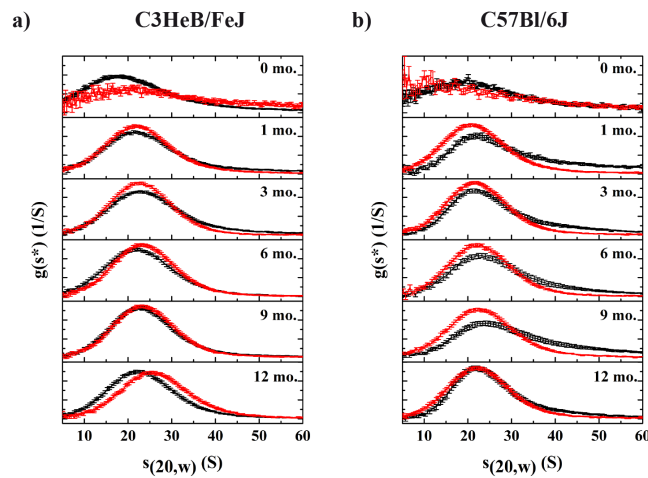 a) C3HeB/FeJ
b) C57Bl/6J
0 mo.
1 mo.
3 mo.
6 mo.
9 mo.
12 mo.
g(s*) (1/S)
10 20 30 40 50 60
s(20,w) (S)
0 mo.
1 mo.
3 mo.
6 mo.
9 mo.
12 mo.
g(s*) (1/S)
10 20 30 40 50 60
s(20,w) (S)